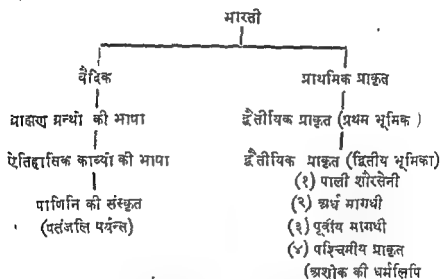 भारती
वैदिक
प्राथमिक प्राकृत
ब्राह्मण ग्रन्थों की भाषा
द्वैतीयिक प्राकृत (प्रथम भूमिक )
ऐतिहासिक काव्यों की भाषा
द्वैतीयिक प्राकृत (द्वितीय भूमिका)
पाणिनि की संस्कृत
(पतंजलि पर्यन्त)
(१) पाली शौरसेनी
(२) अर्ध मागधी
(३) पूर्वीय मागधी
(४) पश्चिमीय प्राकृत
(अशोक की धर्मलिपि